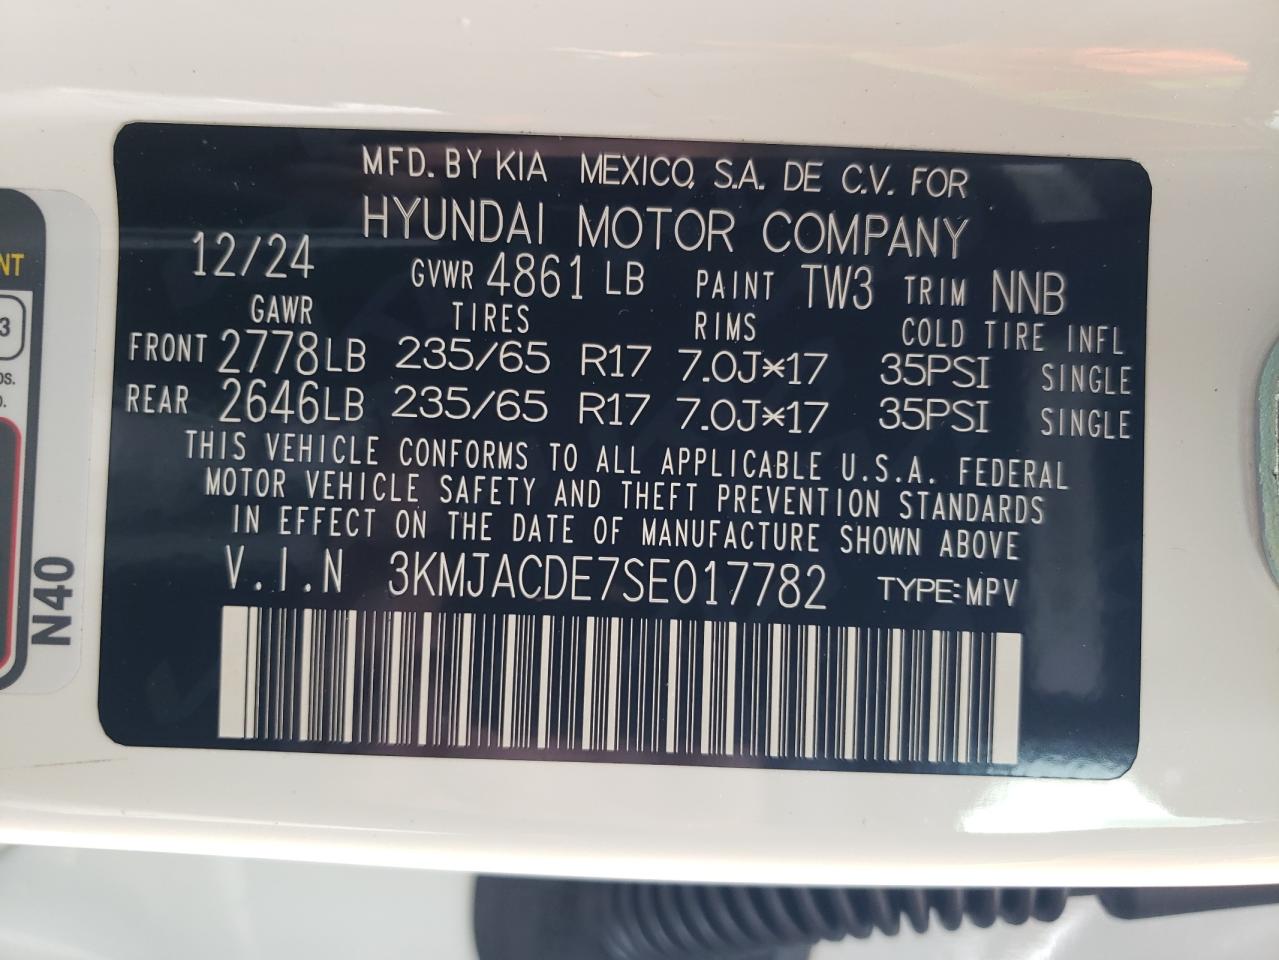 MFD. BY KIA MEXICO, S.A. DE C.V. FOR
HYUNDAI MOTOR COMPANY
12/24 GVWR 4861 LB PAINT TW3 TRIM NNB
GAWR TIRES RIMS COLD TIRE INFL
FRONT 2778LB 235/65 R17 7.0J*17 35PSI SINGLE
REAR 2646LB 235/65 R17 7.0J*17 35PSI SINGLE
THIS VEHICLE CONFORMS TO ALL APPLICABLE U.S.A. FEDERAL
MOTOR VEHICLE SAFETY AND THEFT PREVENTION STANDARDS
IN EFFECT ON THE DATE OF MANUFACTURE SHOWN ABOVE
V.I.N 3KMJACDE7SE017782 TYPE:MPV
NT
3
N40